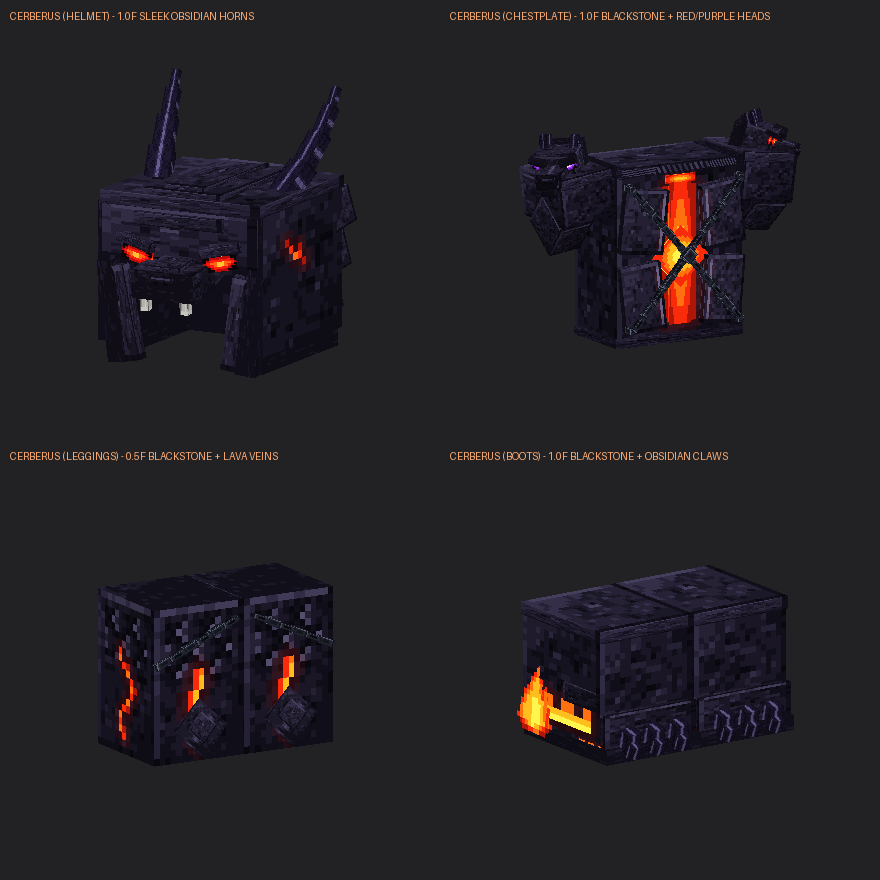 CERBERUS (HELMET) - 1.0F SLEEK OBSIDIAN HORNS
CERBERUS (CHESTPLATE) - 1.0F BLACKSTONE + RED/PURPLE HEADS
CERBERUS (LEGGINGS) - 0.5F BLACKSTONE + LAVA VEINS
CERBERUS (BOOTS) - 1.0F BLACKSTONE + OBSIDIAN CLAWS